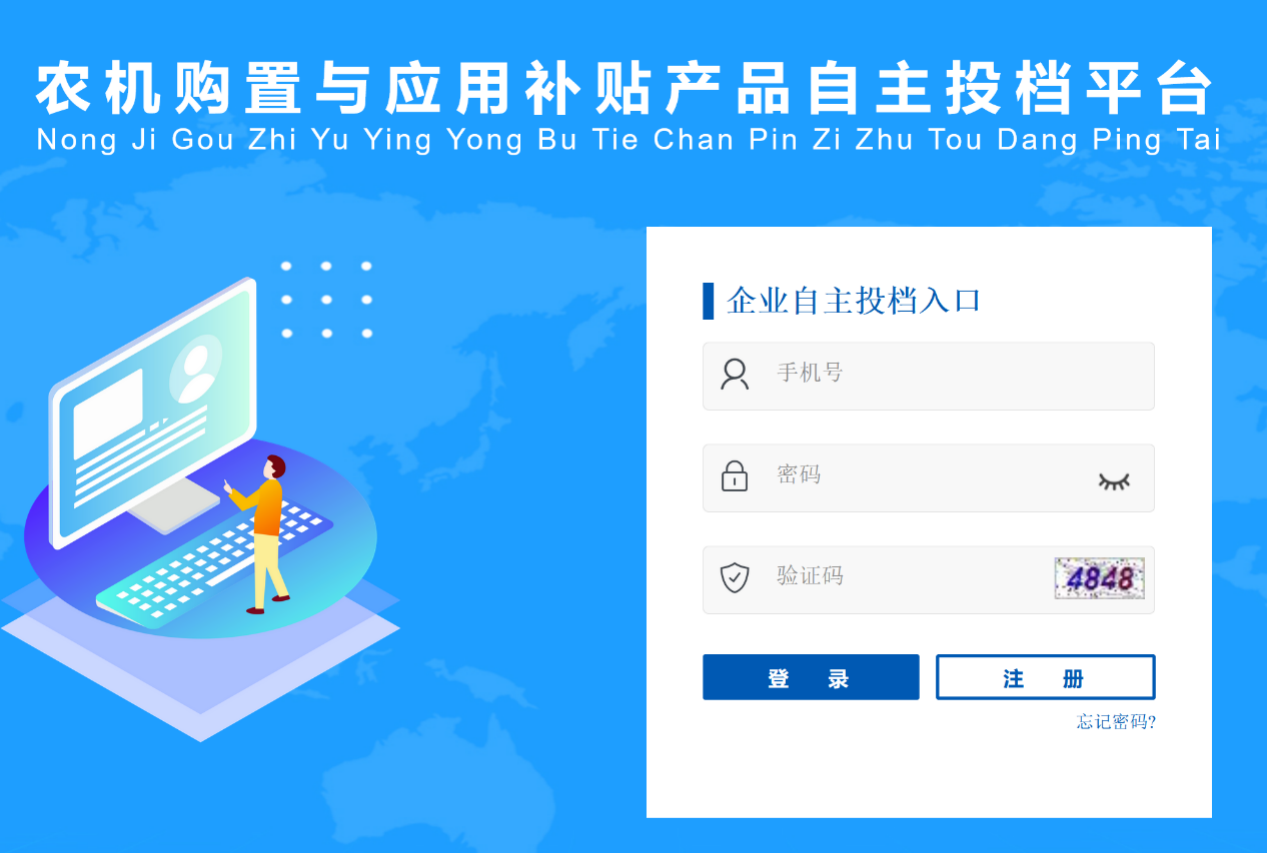 农机购置与应用补贴产品自主投档平台
Nong Ji Gou Zhi Yu Ying Yong Bu Tie Chan Pin Zi Zhu Tou Dang Ping Tai
企业自主投档入口
手机号
密码
验证码 4848
登 录 注 册
忘记密码?